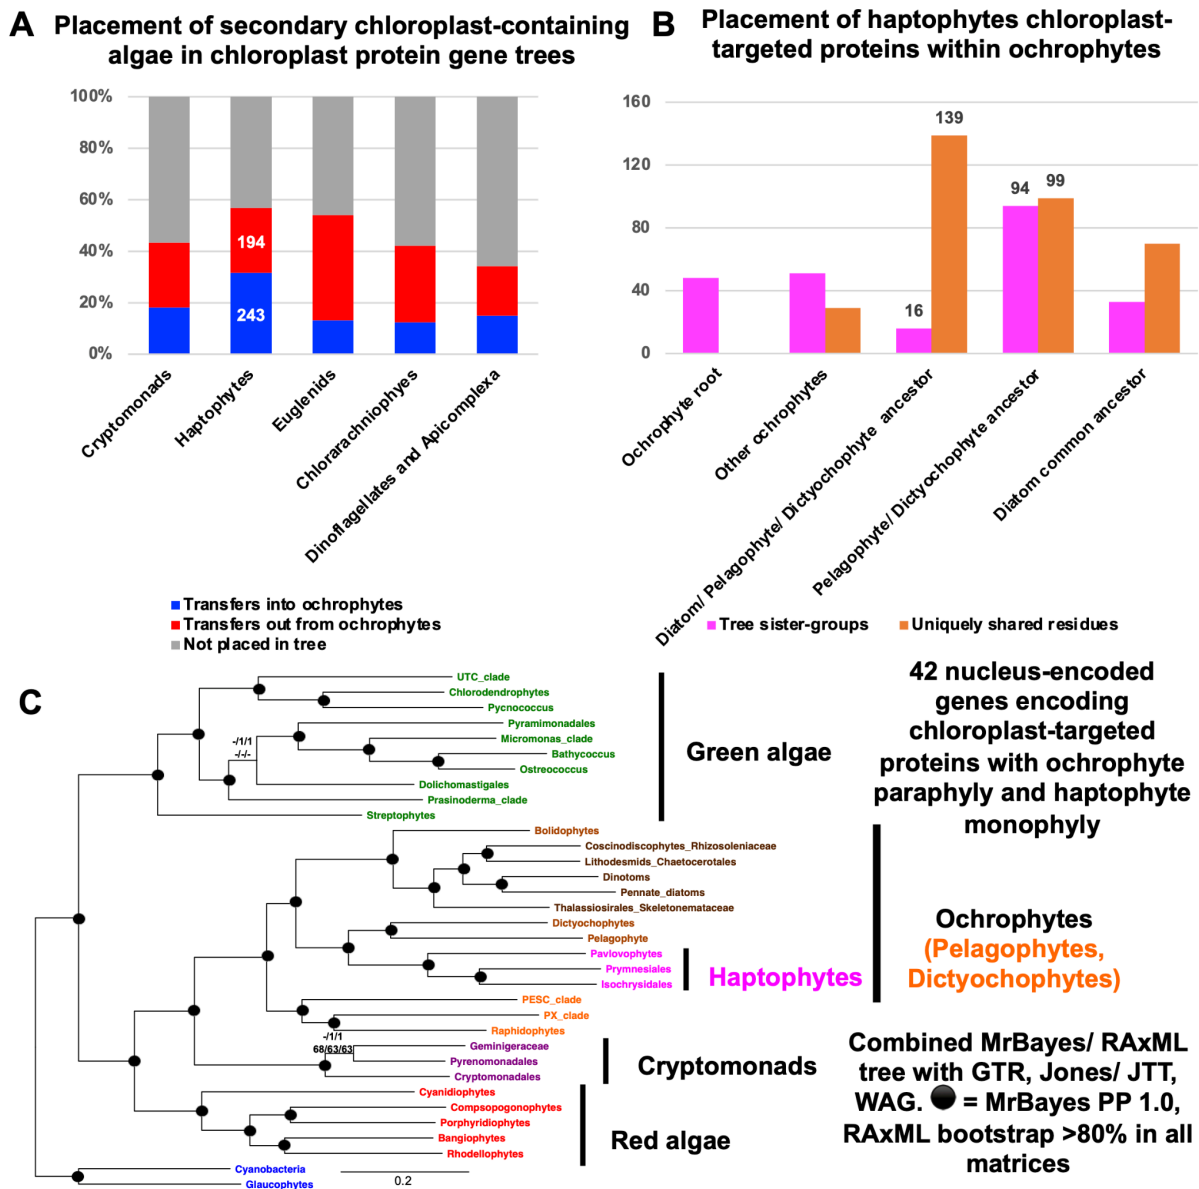 A
Placement of secondary chloroplast-containing
algae in chloroplast protein gene trees
100%
80%
60%
40%
20%
0%
194
243
Cryptomonads
Haptophytes
Euglenids
Chlorarachniophyes
Dinoflagellates and Apicomplexa
Transfers into ochrophytes
Transfers out from ochrophytes
Not placed in tree
B
Placement of haptophytes chloroplast-
targeted proteins within ochrophytes
160
120
80
40
0
16
139
94
99
Ochrophyte root
Other ochrophytes
Diatom/ Pelagophyte/ Dictyochophyte ancestor
Pelagophyte/ Dictyochophyte ancestor
Diatom common ancestor
Tree sister-groups
Uniquely shared residues
C
UTC_clade
Chlorodendrophytes
Pycnococcus
Pyramimonadales
Micromonas_clade
Bathycoccus
Ostreococcus
Dolichomastigales
Prasinoderma_clade
Streptophytes
-/1/1
-/-/-
Bolidophytes
Coscinodiscophytes_Rhizosoleniaceae
Lithodesmids_Chaetocerotales
Dinotoms
Pennate_diatoms
Thalassiosirales_Skeletonemataceae
Dictyochophytes
Pelagophyte
Pavlovophytes
Prymnesiales
Isochrysidales
PESC_clade
PX_clade
Raphidophytes
-/1/1
68/63/63
Geminigeraceae
Pyrenomonadales
Cryptomonadales
Cyanidiophytes
Compsopogonophytes
Porphyridiophytes
Bangiophytes
Rhodellophytes
Cyanobacteria
Glaucophytes
0.2
Green algae
Haptophytes
Ochrophytes
(Pelagophytes,
Dictyochophytes)
Cryptomonads
Red algae
42 nucleus-encoded
genes encoding
chloroplast-targeted
proteins with ochrophyte
paraphyly and haptophyte
monophyly
Combined MrBayes/ RAxML
tree with GTR, Jones/ JTT,
WAG. = MrBayes PP 1.0,
RAxML bootstrap >80% in all
matrices